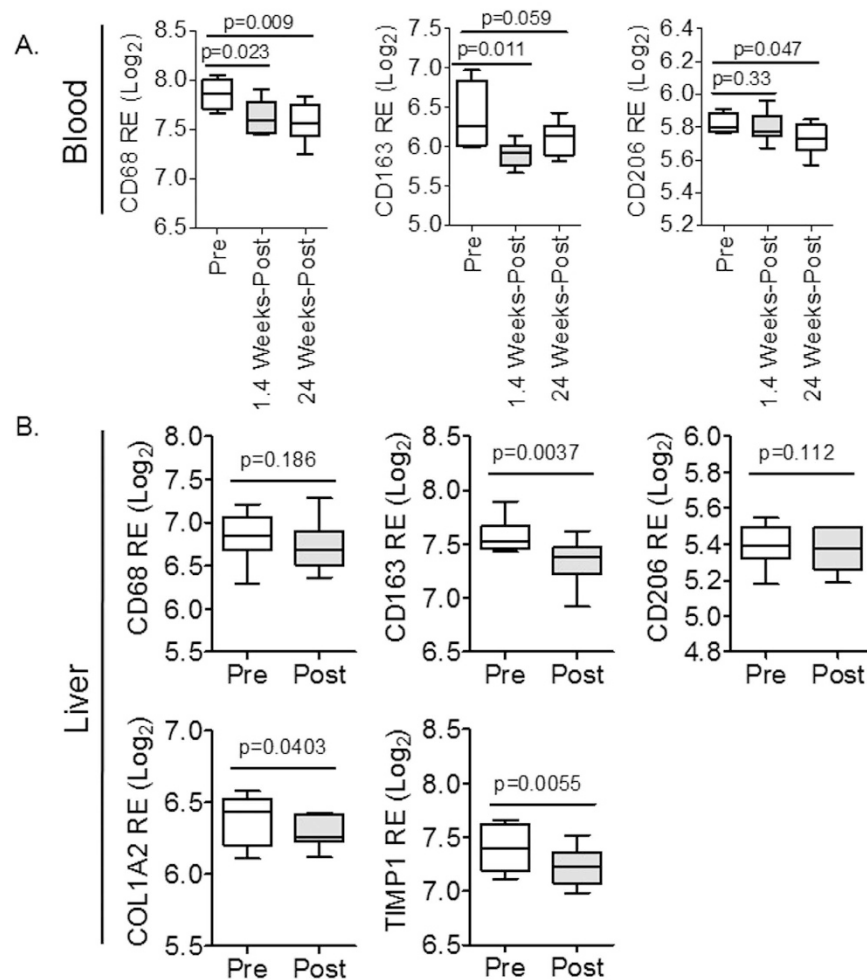 A.
Blood
CD68 RE (Log2)
8.5
8.0
7.5
7.0
6.5
p=0.009
p=0.023
Pre
1.4 Weeks-Post
24 Weeks-Post
CD163 RE (Log2)
7.5
7.0
6.5
6.0
5.5
5.0
p=0.059
p=0.011
Pre
1.4 Weeks-Post
24 Weeks-Post
CD206 RE (Log2)
6.4
6.2
6.0
5.8
5.6
5.4
5.2
p=0.047
p=0.33
Pre
1.4 Weeks-Post
24 Weeks-Post
B.
Liver
CD68 RE (Log2)
8.0
7.5
7.0
6.5
6.0
5.5
p=0.186
Pre Post
CD163 RE (Log2)
8.5
8.0
7.5
7.0
6.5
p=0.0037
Pre Post
CD206 RE (Log2)
6.0
5.8
5.6
5.4
5.2
5.0
4.8
p=0.112
Pre Post
COL1A2 RE (Log2)
7.0
6.5
6.0
5.5
p=0.0403
Pre Post
TIMP1 RE (Log2)
8.5
8.0
7.5
7.0
6.5
p=0.0055
Pre Post